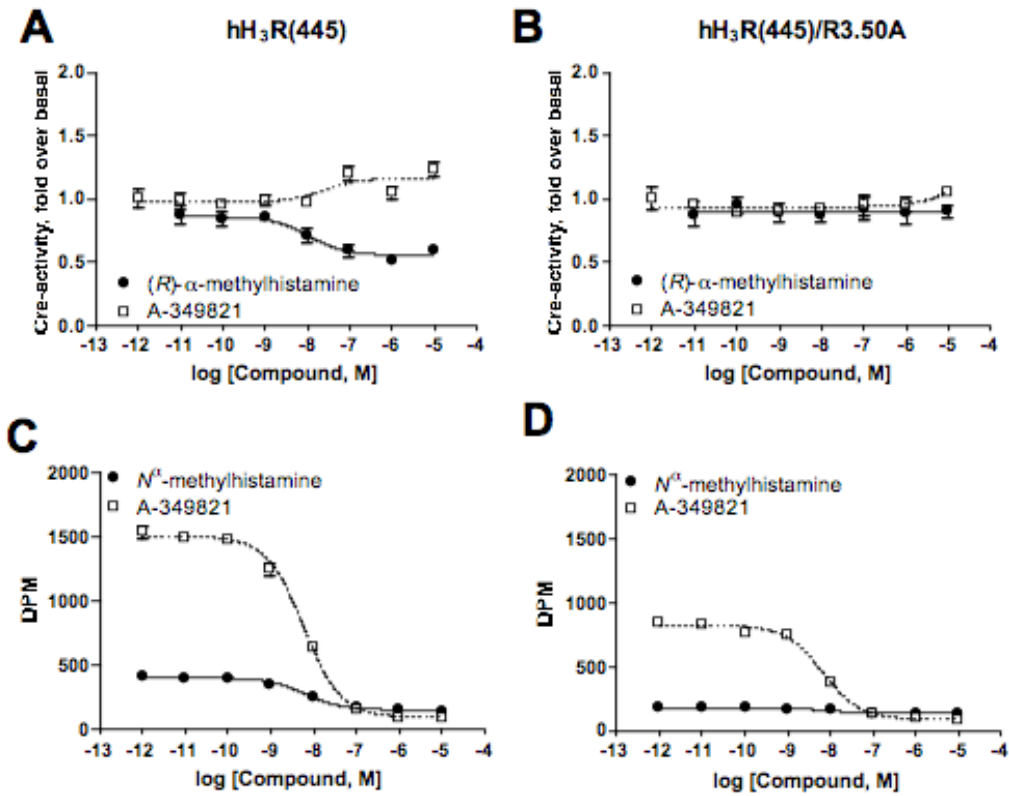 A
hH₃R(445)
B
hH₃R(445)/R3.50A
Cre-activity, fold over basal
2.0
1.5
1.0
0.5
0.0
(R)-α-methylhistamine
A-349821
-13 -12 -11 -10 -9 -8 -7 -6 -5 -4
log [Compound, M]
Cre-activity, fold over basal
2.0
1.5
1.0
0.5
0.0
(R)-α-methylhistamine
A-349821
-13 -12 -11 -10 -9 -8 -7 -6 -5 -4
log [Compound, M]
C
DPM
2000
1500
1000
500
0
Nᵅ-methylhistamine
A-349821
-13 -12 -11 -10 -9 -8 -7 -6 -5 -4
log [Compound, M]
D
DPM
2000
1500
1000
500
0
Nᵅ-methylhistamine
A-349821
-13 -12 -11 -10 -9 -8 -7 -6 -5 -4
log [Compound, M]